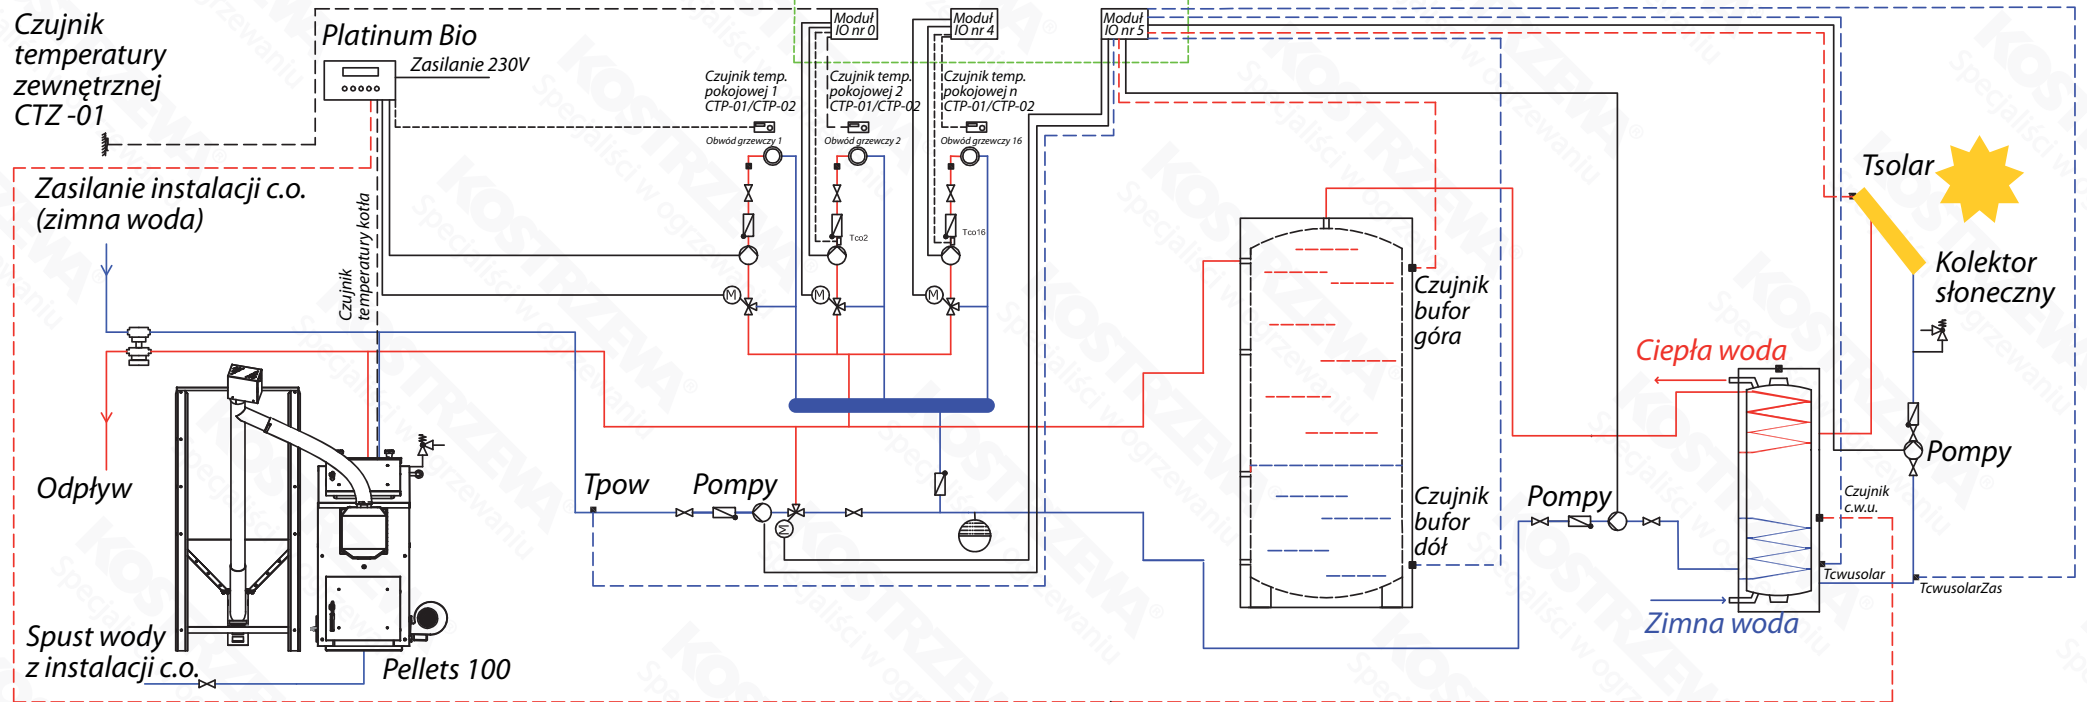 Czujnik
temperatury
zewnętrznej
CTZ -01
Platinum Bio
Zasilanie 230V
Moduł
IO nr 0
Moduł
IO nr 4
Moduł
IO nr 5
Czujnik temp.
pokojowej 1
CTP-01/CTP-02
Czujnik temp.
pokojowej 2
CTP-01/CTP-02
Czujnik temp.
pokojowej n
CTP-01/CTP-02
Obwód grzewczy 1
Obwód grzewczy 2
Obwód grzewczy 16
Zasilanie instalacji c.o.
(zimna woda)
Czujnik
temperatury kotła
Tco2
Tco16
M
M
M
Tsolar
Kolektor
słoneczny
Czujnik
bufor
góra
Ciepła woda
Odpływ
Tpow
Pompy
M
Czujnik
bufor
dół
Pompy
Pompy
Czujnik
c.w.u.
Tcwusolar
TcwusolarZas
Zimna woda
Spust wody
z instalacji c.o.
Pellets 100
KOSTRZEWA®
Specjaliści w ogrzewaniu